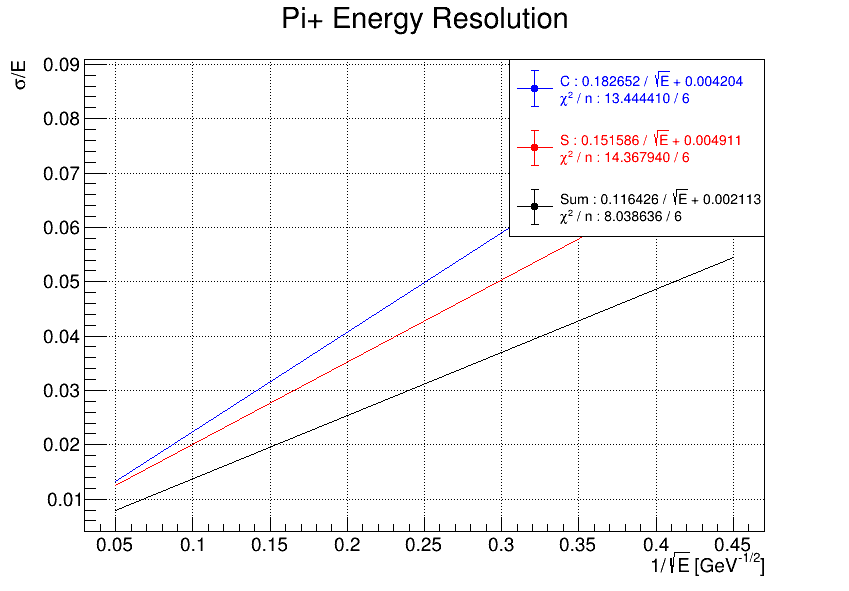 Pi+ Energy Resolution
σ/E
0.09
0.08
0.07
0.06
0.05
0.04
0.03
0.02
0.01
C : 0.182652 / √E + 0.004204
χ² / n : 13.444410 / 6
S : 0.151586 / √E + 0.004911
χ² / n : 14.367940 / 6
Sum : 0.116426 / √E + 0.002113
χ² / n : 8.038636 / 6
0.05 0.1 0.15 0.2 0.25 0.3 0.35 0.4 0.45
1/√E [GeV^-1/2]